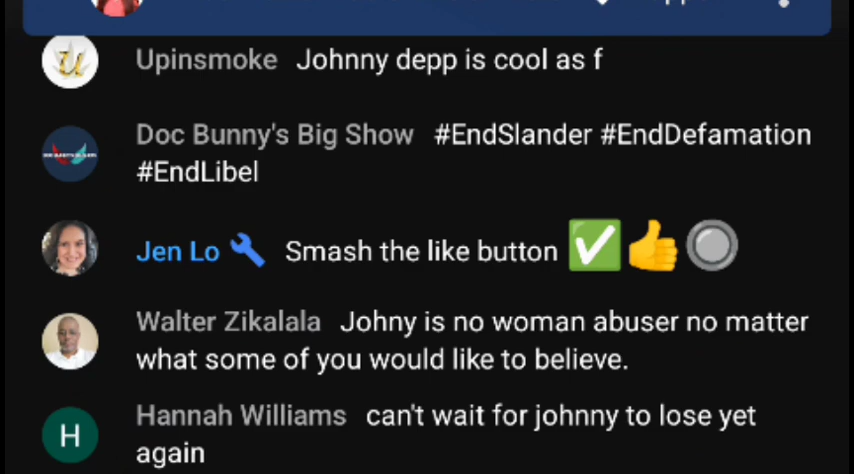 Upinsmoke Johnny depp is cool as f
Doc Bunny's Big Show #EndSlander #EndDefamation
#EndLibel
Jen Lo Smash the like button
Walter Zikalala Johny is no woman abuser no matter
what some of you would like to believe.
Hannah Williams can't wait for johnny to lose yet
again
H